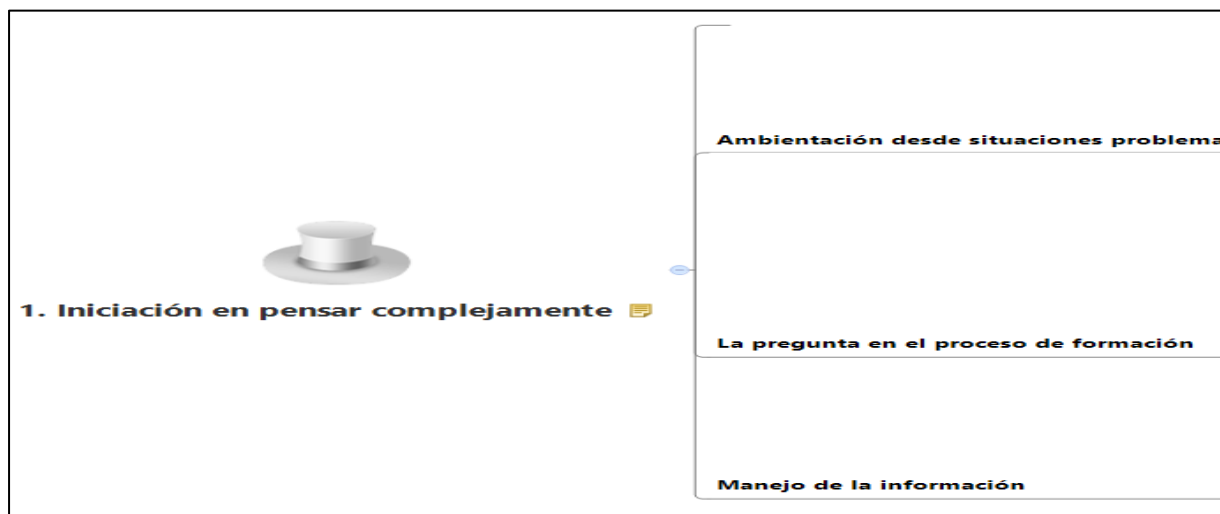 Ambientación desde situaciones problema
1. Iniciación en pensar complejamente
La pregunta en el proceso de formación
Manejo de la información